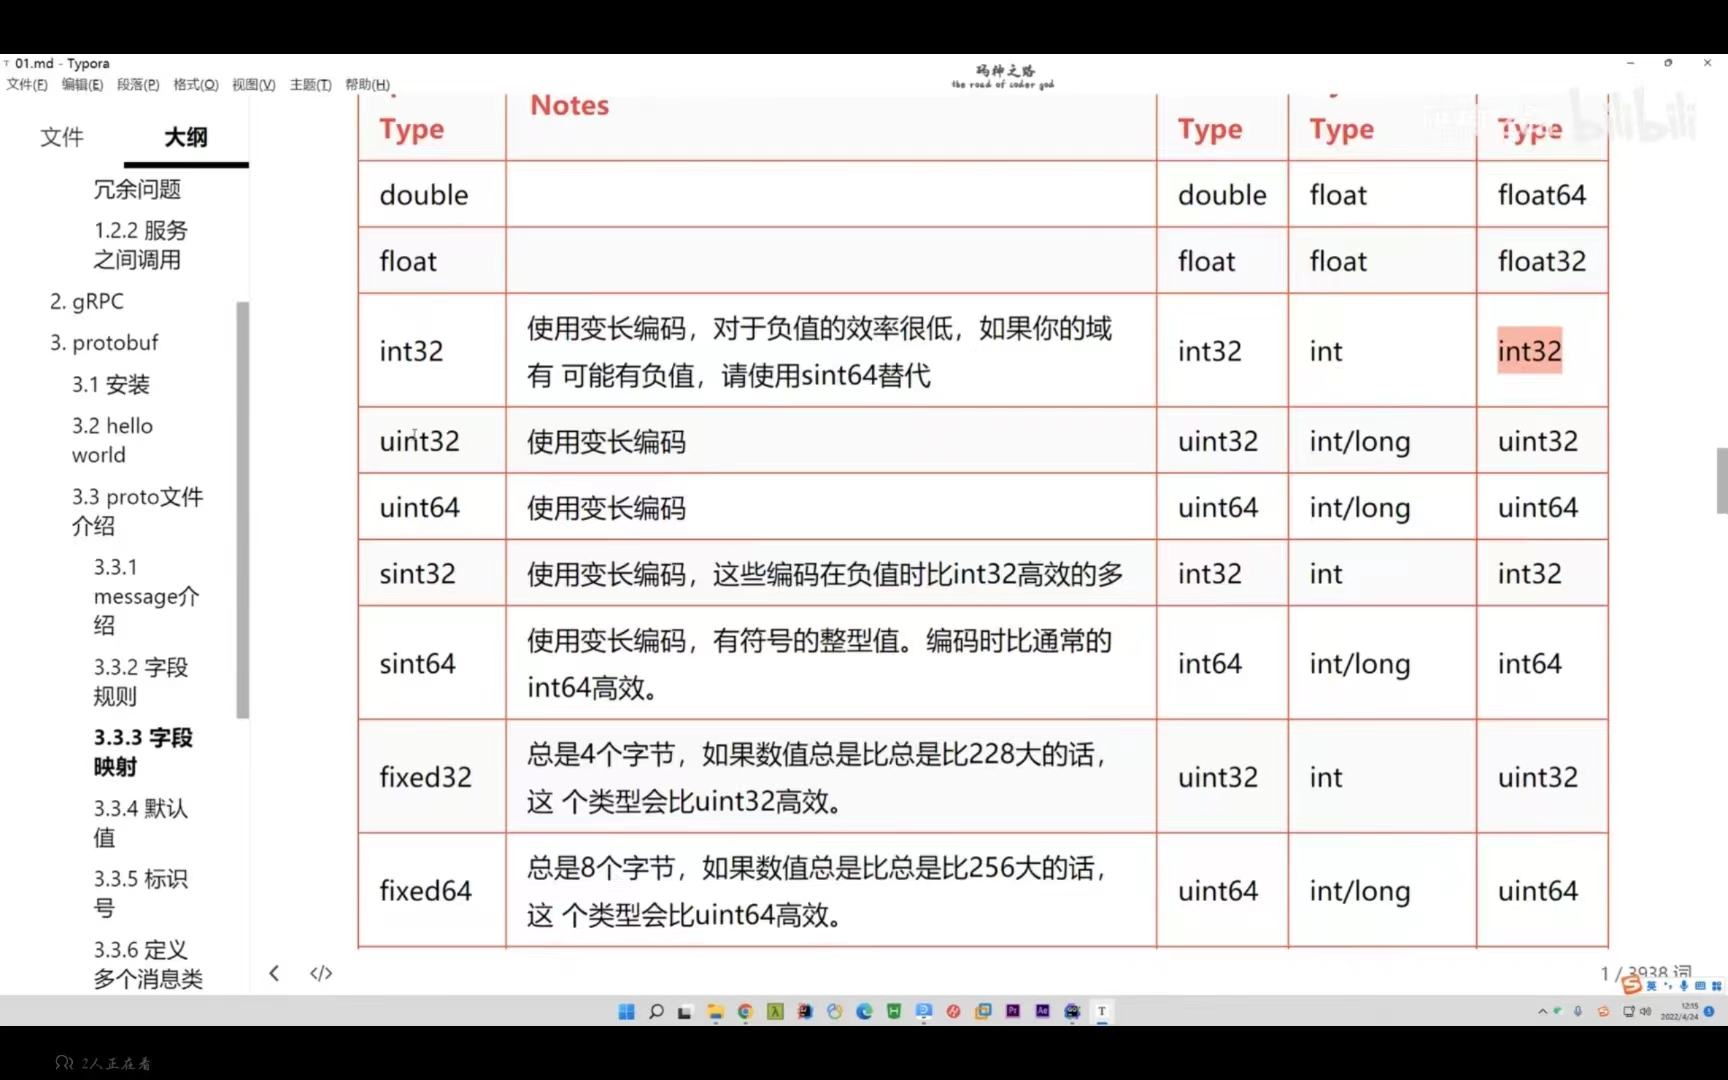 01.md - Typora
文件(F) 编辑(E) 段落(P) 格式(O) 视图(V) 主题(T) 帮助(H)
码神之路
the road of coder god
bilibili
文件 大纲
冗余问题
1.2.2 服务
之间调用
2. gRPC
3. protobuf
3.1 安装
3.2 hello
world
3.3 proto文件
介绍
3.3.1
message介
绍
3.3.2 字段
规则
3.3.3 字段
映射
3.3.4 默认
值
3.3.5 标识
号
3.3.6 定义
多个消息类
Type Notes Type Type Type
double double float float64
float float float float32
int32 使用变长编码，对于负值的效率很低，如果你的域
有 可能有负值，请使用sint64替代 int32 int int32
uint32 使用变长编码 uint32 int/long uint32
uint64 使用变长编码 uint64 int/long uint64
sint32 使用变长编码，这些编码在负值时比int32高效的多 int32 int int32
sint64 使用变长编码，有符号的整型值。编码时比通常的
int64高效。 int64 int/long int64
fixed32 总是4个字节，如果数值总是比总是比228大的话，
这 个类型会比uint32高效。 uint32 int uint32
fixed64 总是8个字节，如果数值总是比总是比256大的话，
这 个类型会比uint64高效。 uint64 int/long uint64
1 / 3938 词
英
12:15
2022/4/24
2人正在看